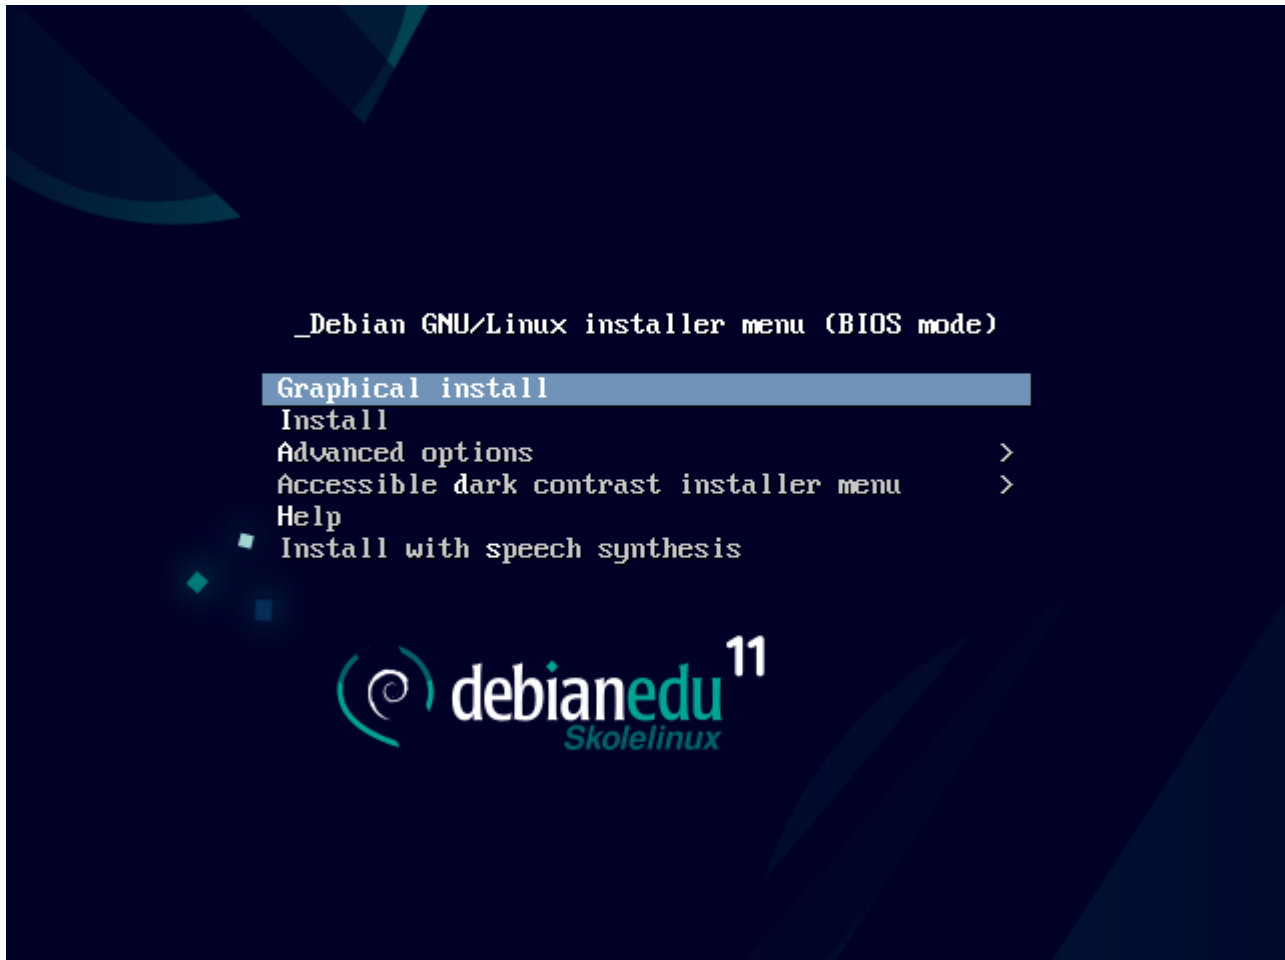 _Debian GNU/Linux installer menu (BIOS mode)
Graphical install
Install
Advanced options >
Accessible dark contrast installer menu >
Help
Install with speech synthesis
debianedu 11
Skolelinux